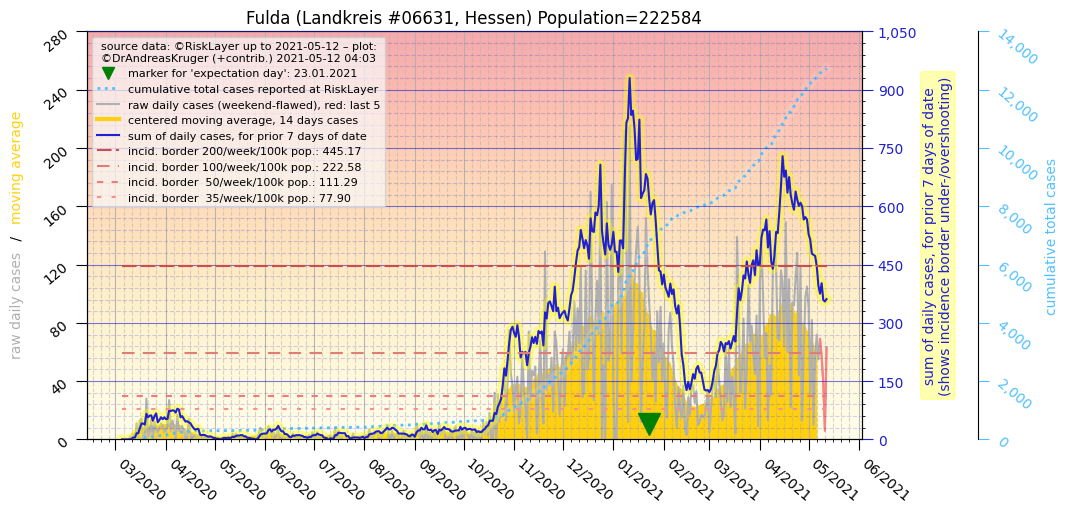 Fulda (Landkreis #06631, Hessen) Population=222584
source data: ©RiskLayer up to 2021-05-12 – plot:
©DrAndreasKruger (+contrib.) 2021-05-12 04:03
marker for 'expectation day': 23.01.2021
cumulative total cases reported at RiskLayer
raw daily cases (weekend-flawed), red: last 5
centered moving average, 14 days cases
sum of daily cases, for prior 7 days of date
incid. border 200/week/100k pop.: 445.17
incid. border 100/week/100k pop.: 222.58
incid. border  50/week/100k pop.: 111.29
incid. border  35/week/100k pop.: 77.90
raw daily cases / moving average
280
240
200
160
120
80
40
0
03/2020
04/2020
05/2020
06/2020
07/2020
08/2020
09/2020
10/2020
11/2020
12/2020
01/2021
02/2021
03/2021
04/2021
05/2021
06/2021
1,050
900
750
600
450
300
150
0
sum of daily cases, for prior 7 days of date
(shows incidence border under-/overshooting)
14,000
12,000
10,000
8,000
6,000
4,000
2,000
0
cumulative total cases